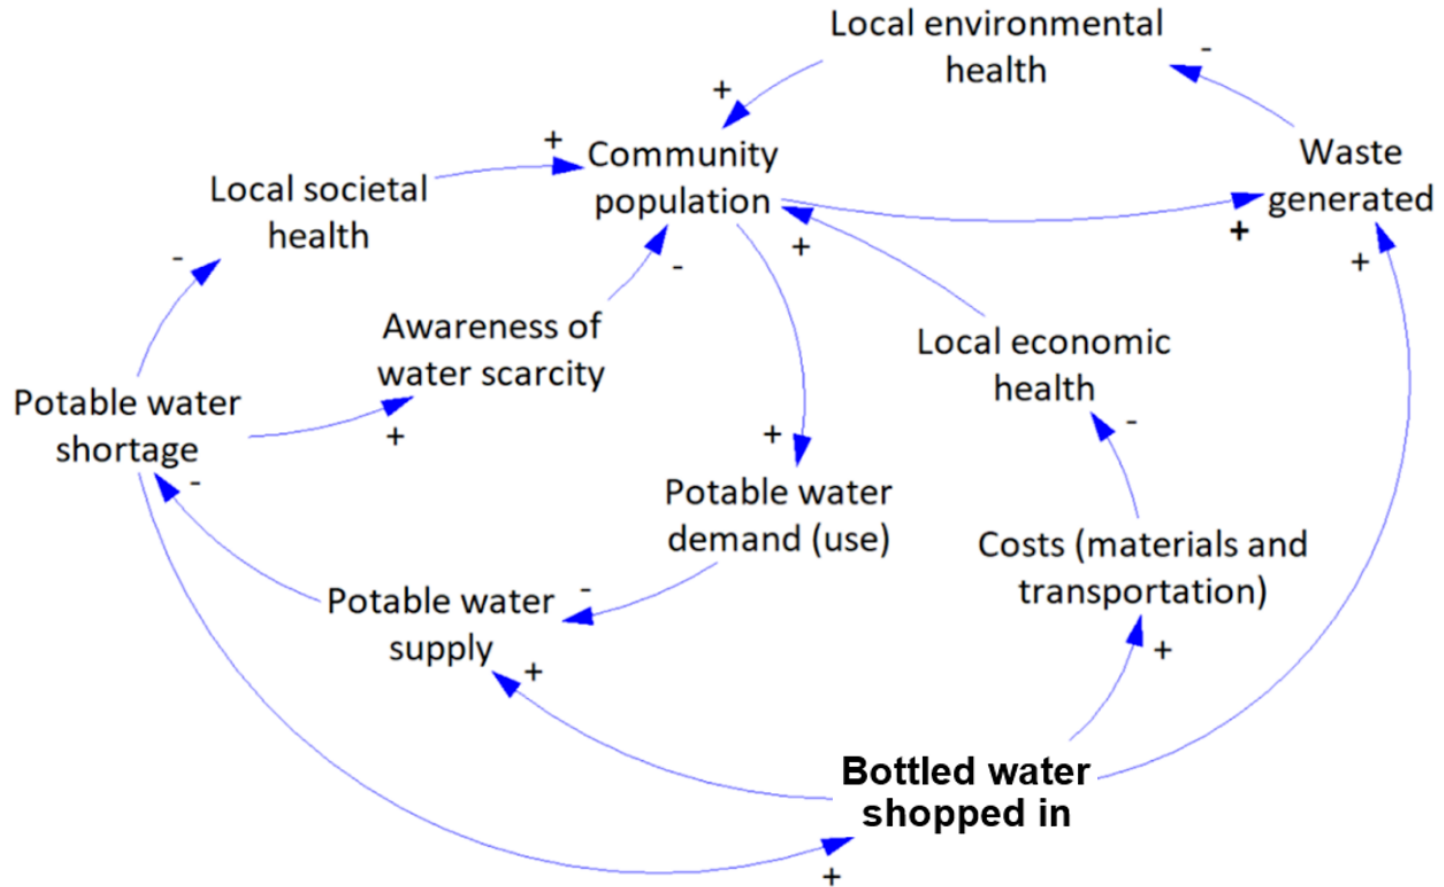 Local environmental
health
-
+
+
Community
population
Waste
generated
Local societal
health
-
+
-
+
+
Awareness of
water scarcity
Local economic
health
Potable water
shortage
+
-
+
-
Potable water
demand (use)
Costs (materials and
transportation)
-
Potable water
supply
+
+
Bottled water
shopped in
+